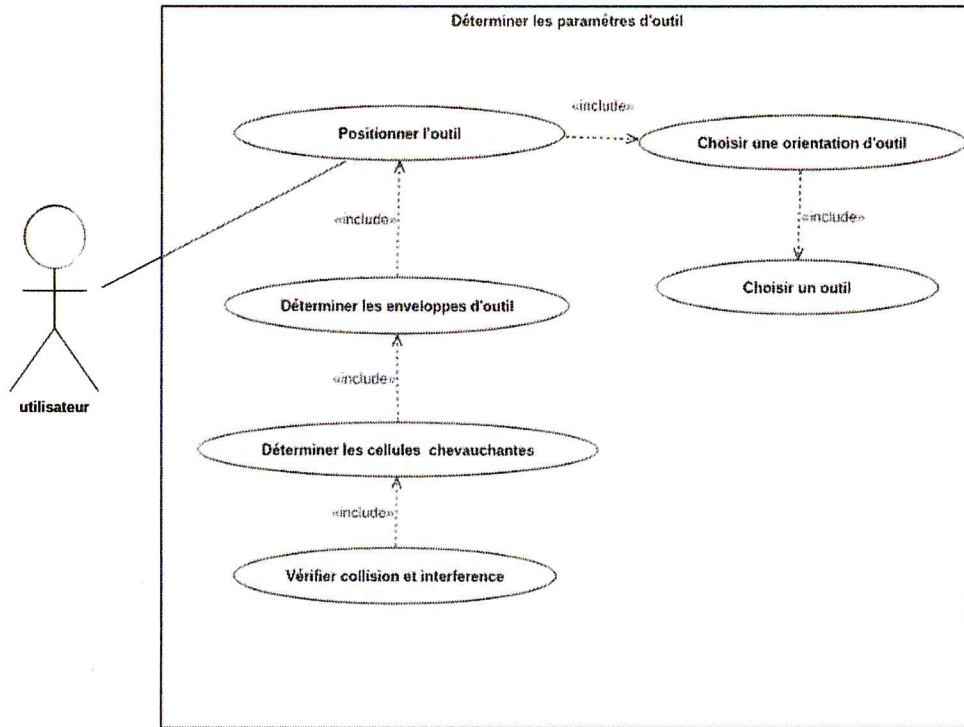 Déterminer les paramètres d'outil
«include»
Positionner l'outil
Choisir une orientation d'outil
«include»
«include»
Déterminer les enveloppes d'outil
Choisir un outil
«include»
utilisateur
Déterminer les cellules chevauchantes
«include»
Vérifier collision et interference